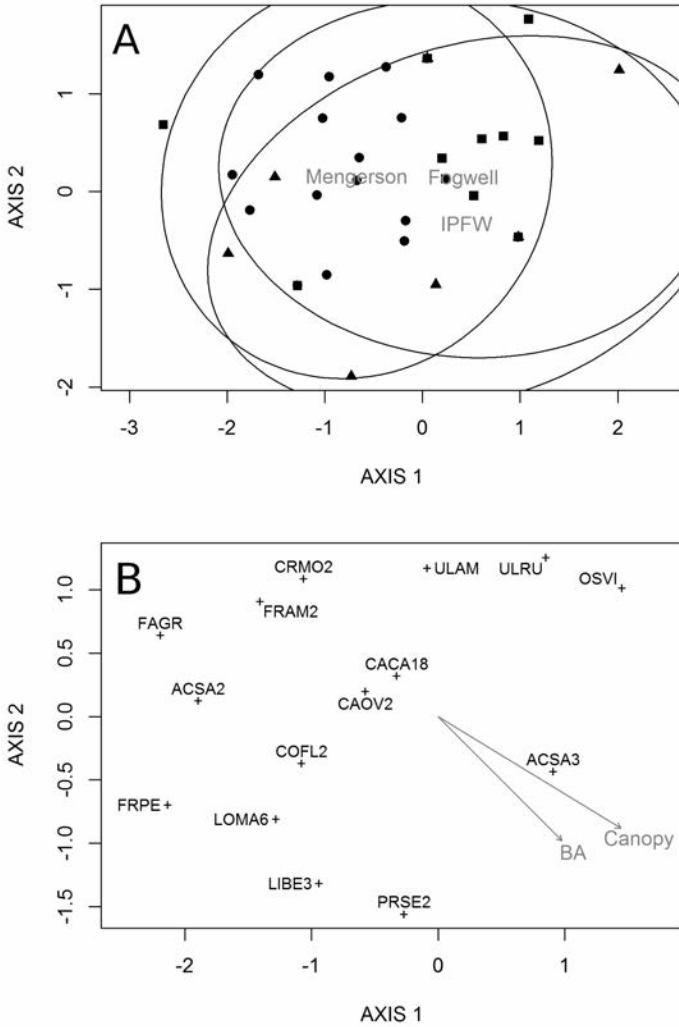 A
AXIS 2
1
0
-1
-2
Mengerson Fogwell
IPFW
-3 -2 -1 0 1 2
AXIS 1
B
AXIS 2
1.0
0.5
0.0
-0.5
-1.0
-1.5
CRMO2 ULAM ULRU OSVI
FRAM2
FAGR
CACA18
ACSA2
CAOV2
COFL2 ACSA3
FRPE
LOMA6
Canopy
BA
LIBE3
PRSE2
-2 -1 0 1
AXIS 1